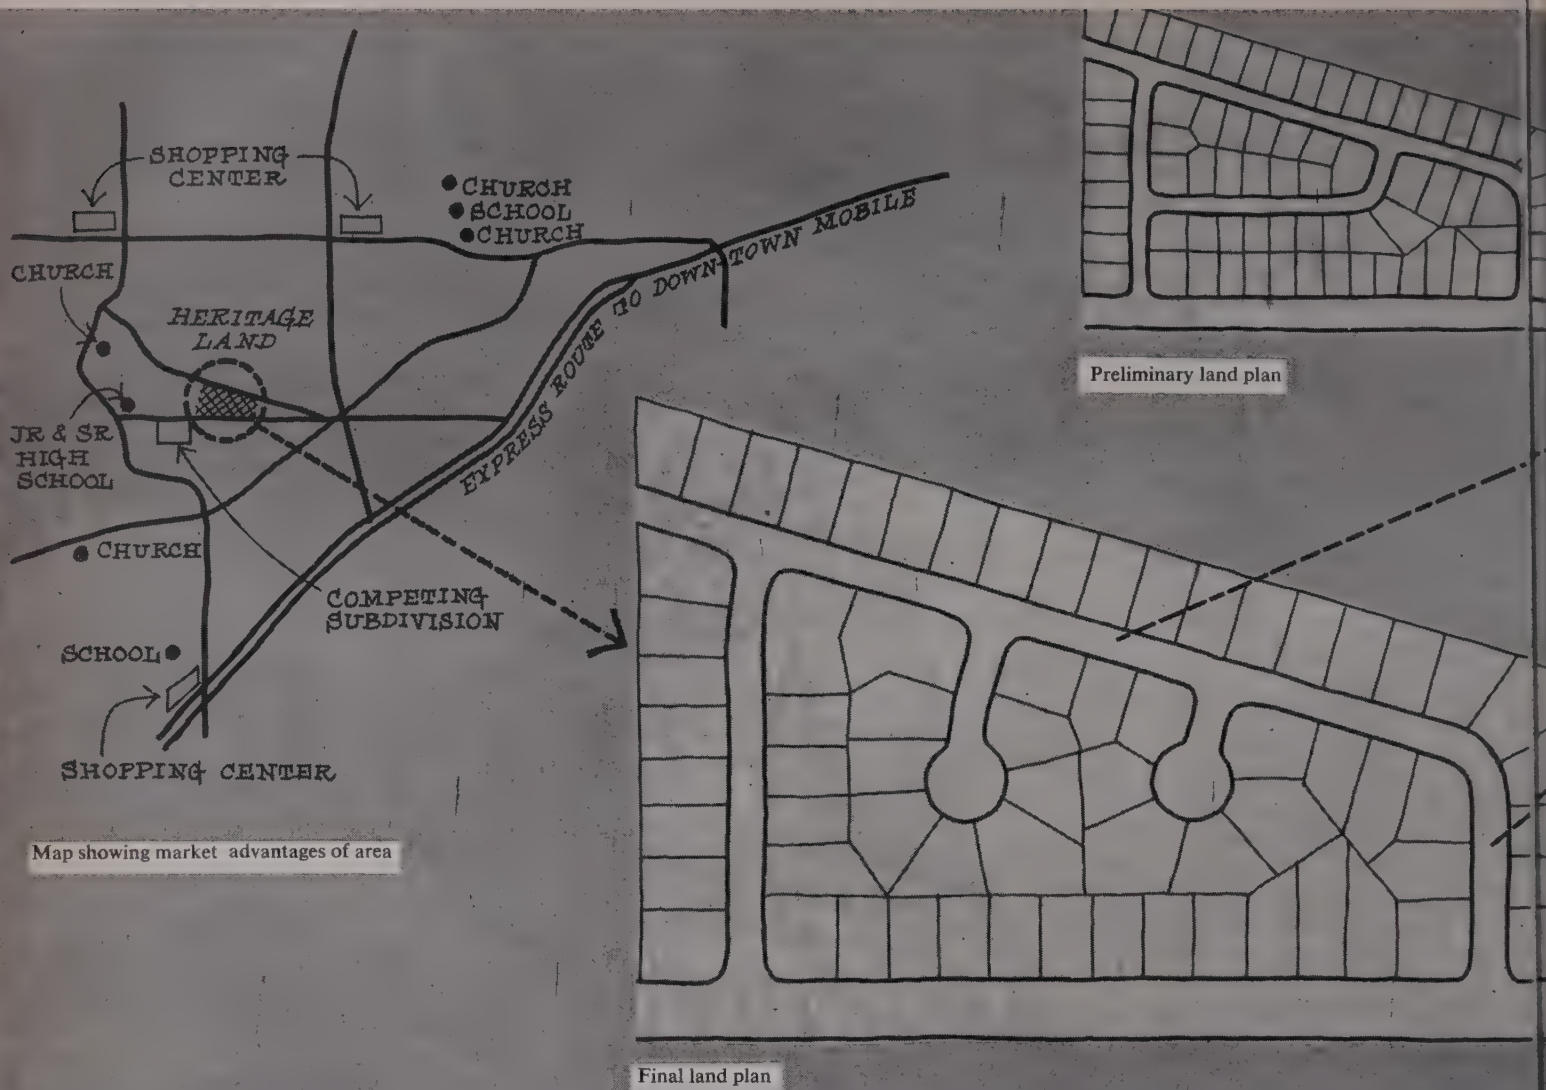 SHOPPING
CENTER
CHURCH
SCHOOL
CHURCH
EXPRESS ROUTE TO DOWN-TOWN MOBILE
CHURCH
HERITAGE
LAND
JR & SR
HIGH
SCHOOL
CHURCH
COMPETING
SUBDIVISION
SCHOOL
SHOPPING CENTER
Map showing market advantages of area
Preliminary land plan
Final land plan